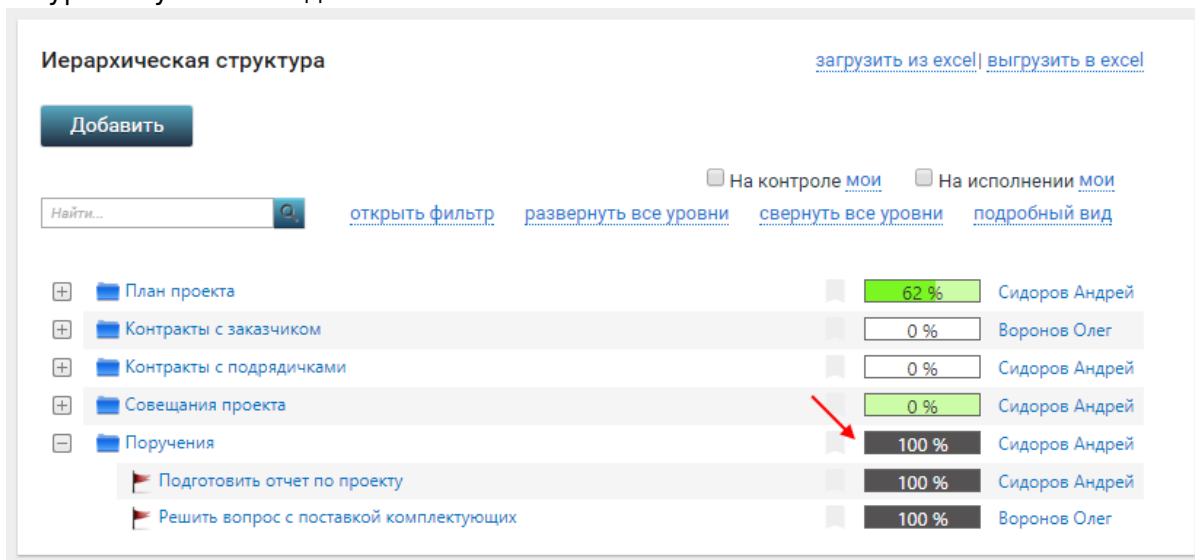 Иерархическая структура
загрузить из excel| выгрузить в excel
Добавить
На контроле мои На исполнении мои
Найти... открыть фильтр развернуть все уровни свернуть все уровни подробный вид
План проекта 62 % Сидоров Андрей
Контракты с заказчиком 0 % Воронов Олег
Контракты с подрядичками 0 % Сидоров Андрей
Совещания проекта 0 % Сидоров Андрей
Поручения 100 % Сидоров Андрей
Подготовить отчет по проекту 100 % Сидоров Андрей
Решить вопрос с поставкой комплектующих 100 % Воронов Олег